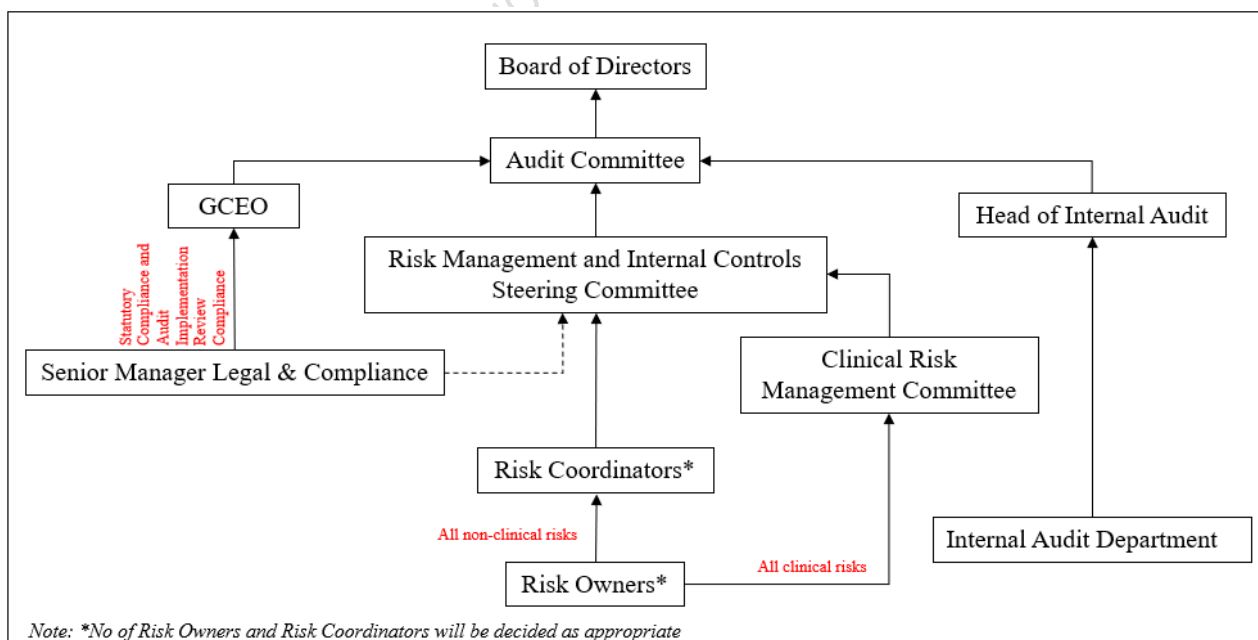 Board of Directors
Audit Committee
GCEO
Head of Internal Audit
Risk Management and Internal Controls
Steering Committee
Statutory
Compliance and
Audit
Implementation
Review
Compliance
Senior Manager Legal & Compliance
Clinical Risk
Management Committee
Risk Coordinators*
All non-clinical risks
Internal Audit Department
All clinical risks
Risk Owners*
Note: *No of Risk Owners and Risk Coordinators will be decided as appropriate